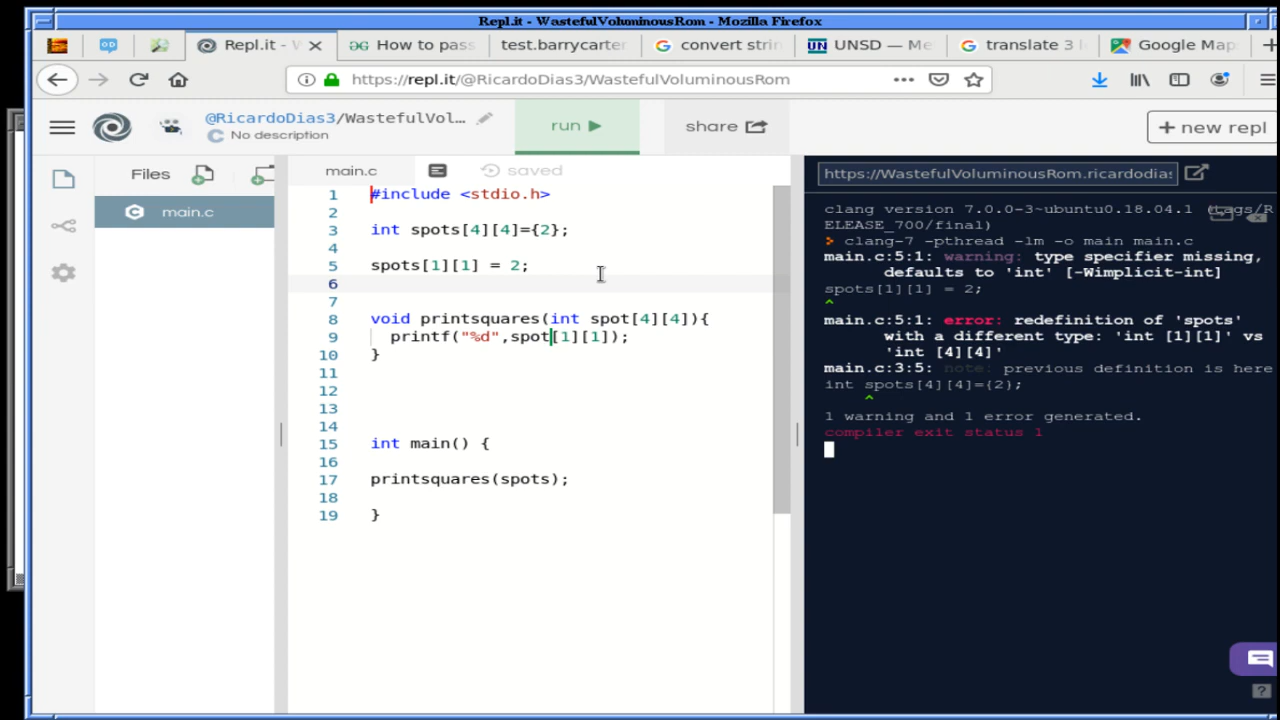 Repl.it - WastefulVoluminousRom - Mozilla Firefox
Repl.it - W
How to pass
test.barrycarter
convert strin
UNSD — Me
translate 3 l
Google Map
https://repl.it/@RicardoDias3/WastefulVoluminousRom
@RicardoDias3/WastefulVol...
No description
run
share
+ new repl
Files
main.c
main.c
saved
1 #include <stdio.h>
2
3 int spots[4][4]={2};
4
5 spots[1][1] = 2;
6
7
8 void printsquares(int spot[4][4]){
9 printf("%d",spot[1][1]);
10 }
11
12
13
14
15 int main() {
16
17 printsquares(spots);
18
19 }
https://WastefulVoluminousRom.ricardodias
clang version 7.0.0-3~ubuntu0.18.04.1 (tags/R
ELEASE_700/final)
> clang-7 -pthread -lm -o main main.c
main.c:5:1: warning: type specifier missing,
defaults to 'int' [-Wimplicit-int]
spots[1][1] = 2;
^
main.c:5:1: error: redefinition of 'spots'
with a different type: 'int [1][1]' vs
'int [4][4]'
main.c:3:5: note: previous definition is here
int spots[4][4]={2};
^
1 warning and 1 error generated.
compiler exit status 1